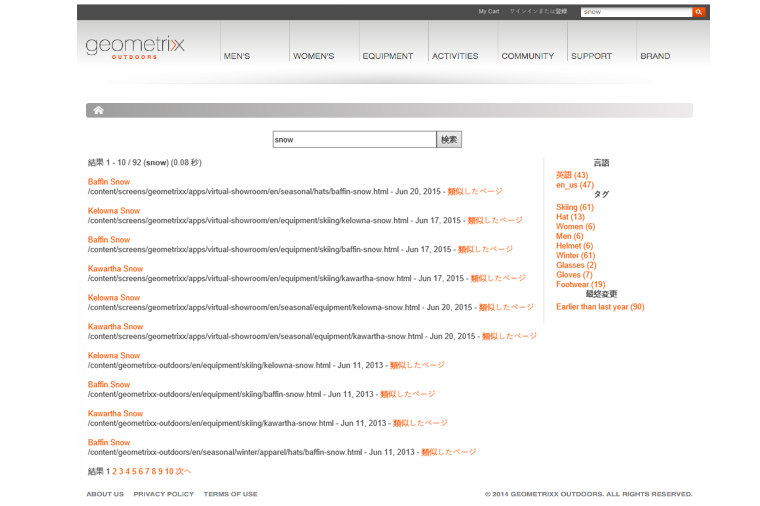 My Cart サインインまたは登録 snow
geometrixx
OUTDOORS
MEN'S WOMEN'S EQUIPMENT ACTIVITIES COMMUNITY SUPPORT BRAND
snow 検索
結果 1 - 10 / 92 (snow) (0.08 秒)
Baffin Snow
/content/screens/geometrixx/apps/virtual-showroom/en/seasonal/hats/baffin-snow.html - Jun 20, 2015 - 類似したページ
Kelowna Snow
/content/screens/geometrixx/apps/virtual-showroom/en/equipment/skiing/kelowna-snow.html - Jun 17, 2015 - 類似したページ
Baffin Snow
/content/screens/geometrixx/apps/virtual-showroom/en/equipment/skiing/baffin-snow.html - Jun 17, 2015 - 類似したページ
Kawartha Snow
/content/screens/geometrixx/apps/virtual-showroom/en/equipment/skiing/kawartha-snow.html - Jun 17, 2015 - 類似したページ
Kelowna Snow
/content/screens/geometrixx/apps/virtual-showroom/en/seasonal/equipment/kelowna-snow.html - Jun 20, 2015 - 類似したページ
Kawartha Snow
/content/screens/geometrixx/apps/virtual-showroom/en/seasonal/equipment/kawartha-snow.html - Jun 20, 2015 - 類似したページ
Kelowna Snow
/content/geometrixx-outdoors/en/equipment/skiing/kelowna-snow.html - Jun 11, 2013 - 類似したページ
Baffin Snow
/content/geometrixx-outdoors/en/equipment/skiing/baffin-snow.html - Jun 11, 2013 - 類似したページ
Kawartha Snow
/content/geometrixx-outdoors/en/equipment/skiing/kawartha-snow.html - Jun 11, 2013 - 類似したページ
Baffin Snow
/content/geometrixx-outdoors/en/seasonal/winter/apparel/hats/baffin-snow.html - Jun 11, 2013 - 類似したページ
結果 1 2 3 4 5 6 7 8 9 10 次へ
言語
英語 (43)
en_us (47)
タグ
Skiing (61)
Hat (13)
Women (6)
Men (6)
Helmet (6)
Winter (61)
Glasses (2)
Gloves (7)
Footwear (19)
最終変更
Earlier than last year (90)
ABOUT US PRIVACY POLICY TERMS OF USE © 2014 GEOMETRIXX OUTDOORS. ALL RIGHTS RESERVED.